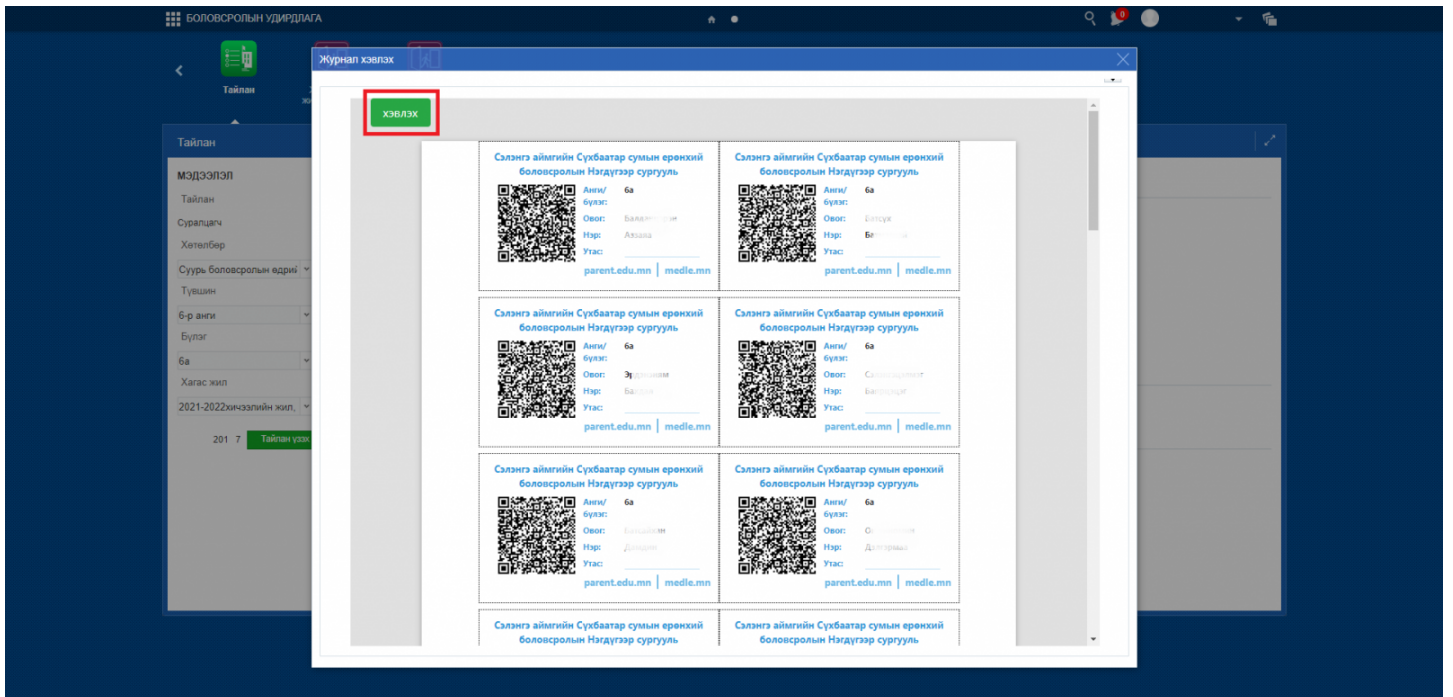 БОЛОВСРОЛЫН УДИРДЛАГА
0
Тайлан
Журнал хэвлэх
хэвлэх
Тайлан
МЭДЭЭЛЭЛ
Тайлан
Суралцагч
Хөтөлбөр
Суурь боловсролын өдрий
Түвшин
6-р анги
Бүлэг
6а
Хагас жил
2021-2022хичээлийн жил,
201 7 Тайлан үзэх
Сэлэнгэ аймгийн Сүхбаатар сумын ерөнхий
боловсролын Нэгдүгээр сургууль
Анги/ 6а
бүлэг:
Овог:
Нэр:
Утас:
parent.edu.mn | medle.mn
Сэлэнгэ аймгийн Сүхбаатар сумын ерөнхий
боловсролын Нэгдүгээр сургууль
Анги/ 6а
бүлэг:
Овог:
Нэр:
Утас:
parent.edu.mn | medle.mn
Сэлэнгэ аймгийн Сүхбаатар сумын ерөнхий
боловсролын Нэгдүгээр сургууль
Анги/ 6а
бүлэг:
Овог:
Нэр:
Утас:
parent.edu.mn | medle.mn
Сэлэнгэ аймгийн Сүхбаатар сумын ерөнхий
боловсролын Нэгдүгээр сургууль
Анги/ 6а
бүлэг:
Овог:
Нэр:
Утас:
parent.edu.mn | medle.mn
Сэлэнгэ аймгийн Сүхбаатар сумын ерөнхий
боловсролын Нэгдүгээр сургууль
Анги/ 6а
бүлэг:
Овог:
Нэр:
Утас:
parent.edu.mn | medle.mn
Сэлэнгэ аймгийн Сүхбаатар сумын ерөнхий
боловсролын Нэгдүгээр сургууль
Анги/ 6а
бүлэг:
Овог:
Нэр:
Утас:
parent.edu.mn | medle.mn
Сэлэнгэ аймгийн Сүхбаатар сумын ерөнхий
боловсролын Нэгдүгээр сургууль
Сэлэнгэ аймгийн Сүхбаатар сумын ерөнхий
боловсролын Нэгдүгээр сургууль